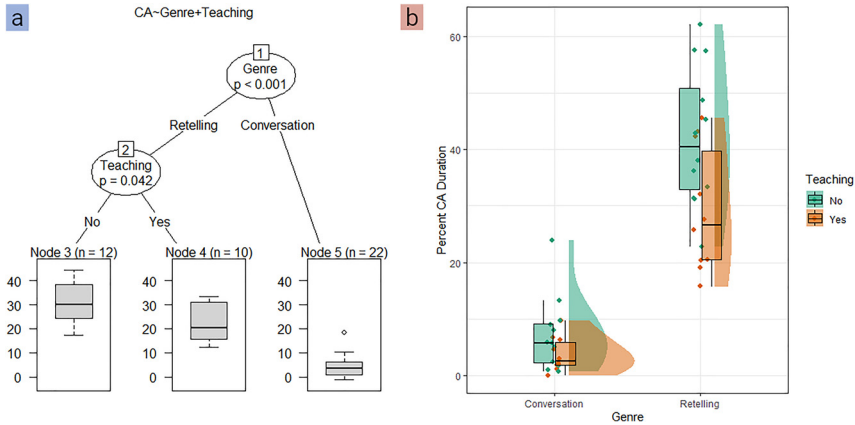 a
CA~Genre+Teaching
1
Genre
p < 0.001
Retelling
Conversation
2
Teaching
p = 0.042
No
Yes
Node 3 (n = 12)
Node 4 (n = 10)
Node 5 (n = 22)
40
30
20
10
0
40
30
20
10
0
40
30
20
10
0
b
Percent CA Duration
60
40
20
0
Conversation
Retelling
Genre
Teaching
No
Yes